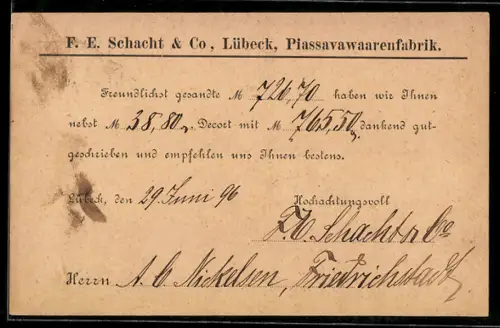 F. E. Schacht & Co, Lübeck, Piassavawaarenfabrik.
Freundlichst gesandte M 726,70 haben wir Ihnen
nebst M 38,80 Decort mit M 765,50 dankend gut-
geschrieben und empfehlen uns Ihnen bestens.
Lübeck, den 29 Juni 96 Hochachtungsvoll
F. E. Schacht & Co
Herrn A. C. Nickelsen, Friedrichstadt